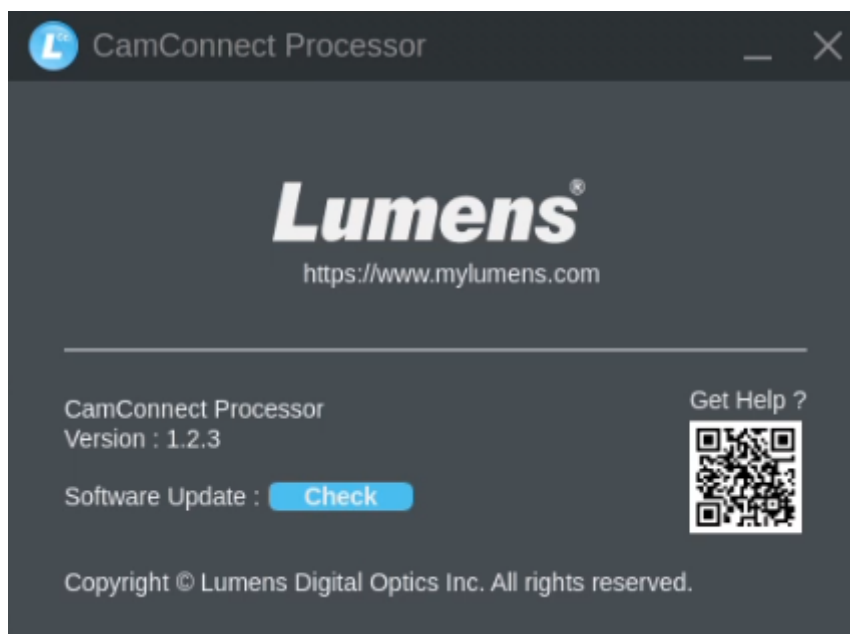 CamConnect Processor
Lumens®
https://www.mylumens.com
CamConnect Processor
Version : 1.2.3
Get Help ?
Software Update : Check
Copyright © Lumens Digital Optics Inc. All rights reserved.